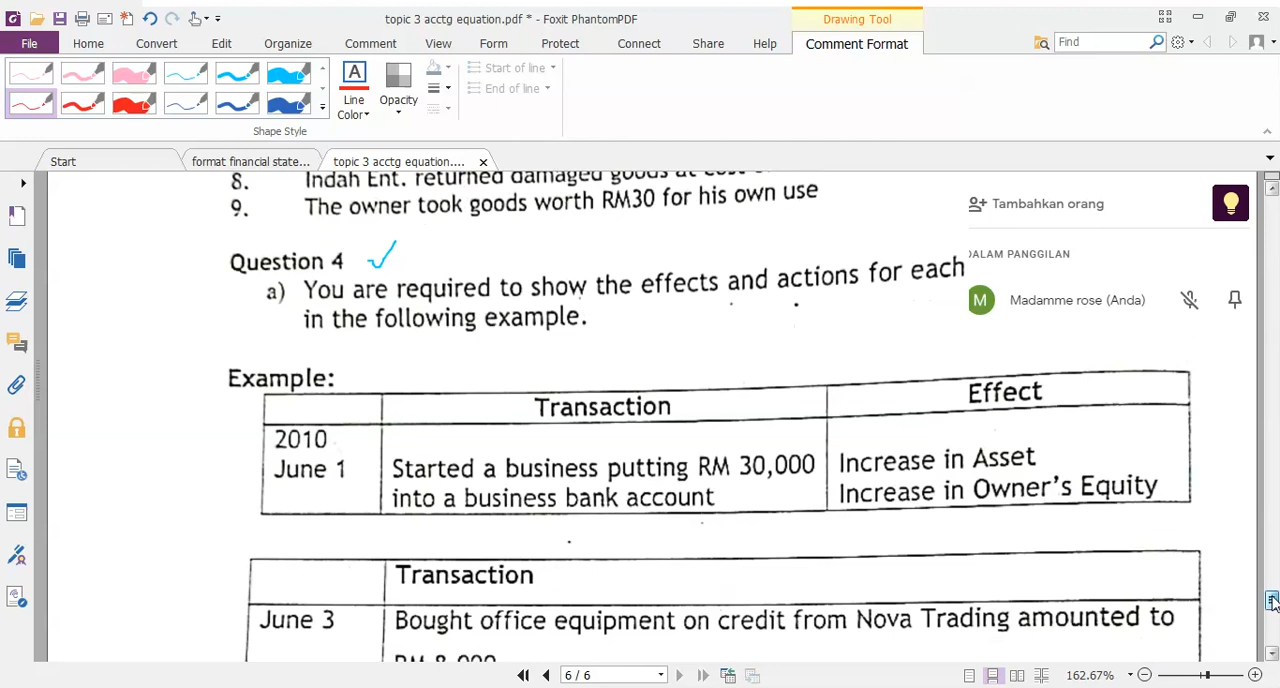 topic 3 acctg equation.pdf * - Foxit PhantomPDF
Drawing Tool
File Home Convert Edit Organize Comment View Form Protect Connect Share Help Comment Format
Find
Line Color
Opacity
Start of line
End of line
Shape Style
Start
format financial state...
topic 3 acctg equation....
8. Indah Ent. returned damaged goods at cost
9. The owner took goods worth RM30 for his own use
Tambahkan orang
DALAM PANGGILAN
M Madamme rose (Anda)
Question 4
a) You are required to show the effects and actions for each
in the following example.
Example:
Transaction Effect
2010
June 1 Started a business putting RM 30,000 Increase in Asset
into a business bank account Increase in Owner's Equity
Transaction
June 3 Bought office equipment on credit from Nova Trading amounted to
RM 8,000
6 / 6
162.67%